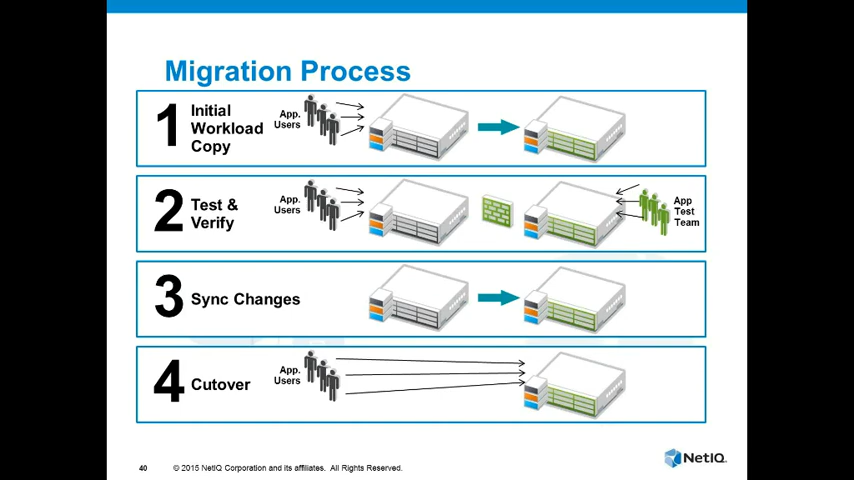 Migration Process
1
Initial
Workload
Copy
App.
Users
2
Test &
Verify
App.
Users
App
Test
Team
3
Sync Changes
4
Cutover
App.
Users
40
© 2015 NetIQ Corporation and its affiliates. All Rights Reserved.
NetIQ.